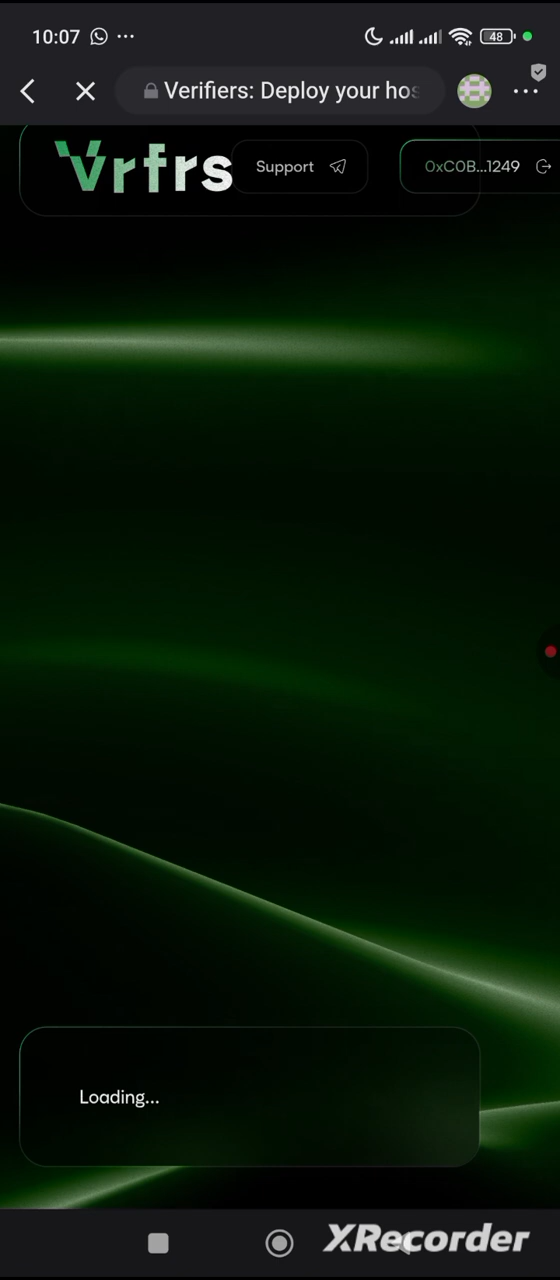 10:07
48
Verifiers: Deploy your hos
Vrfrs
Support
0xC0B...1249
Loading...
XRecorder